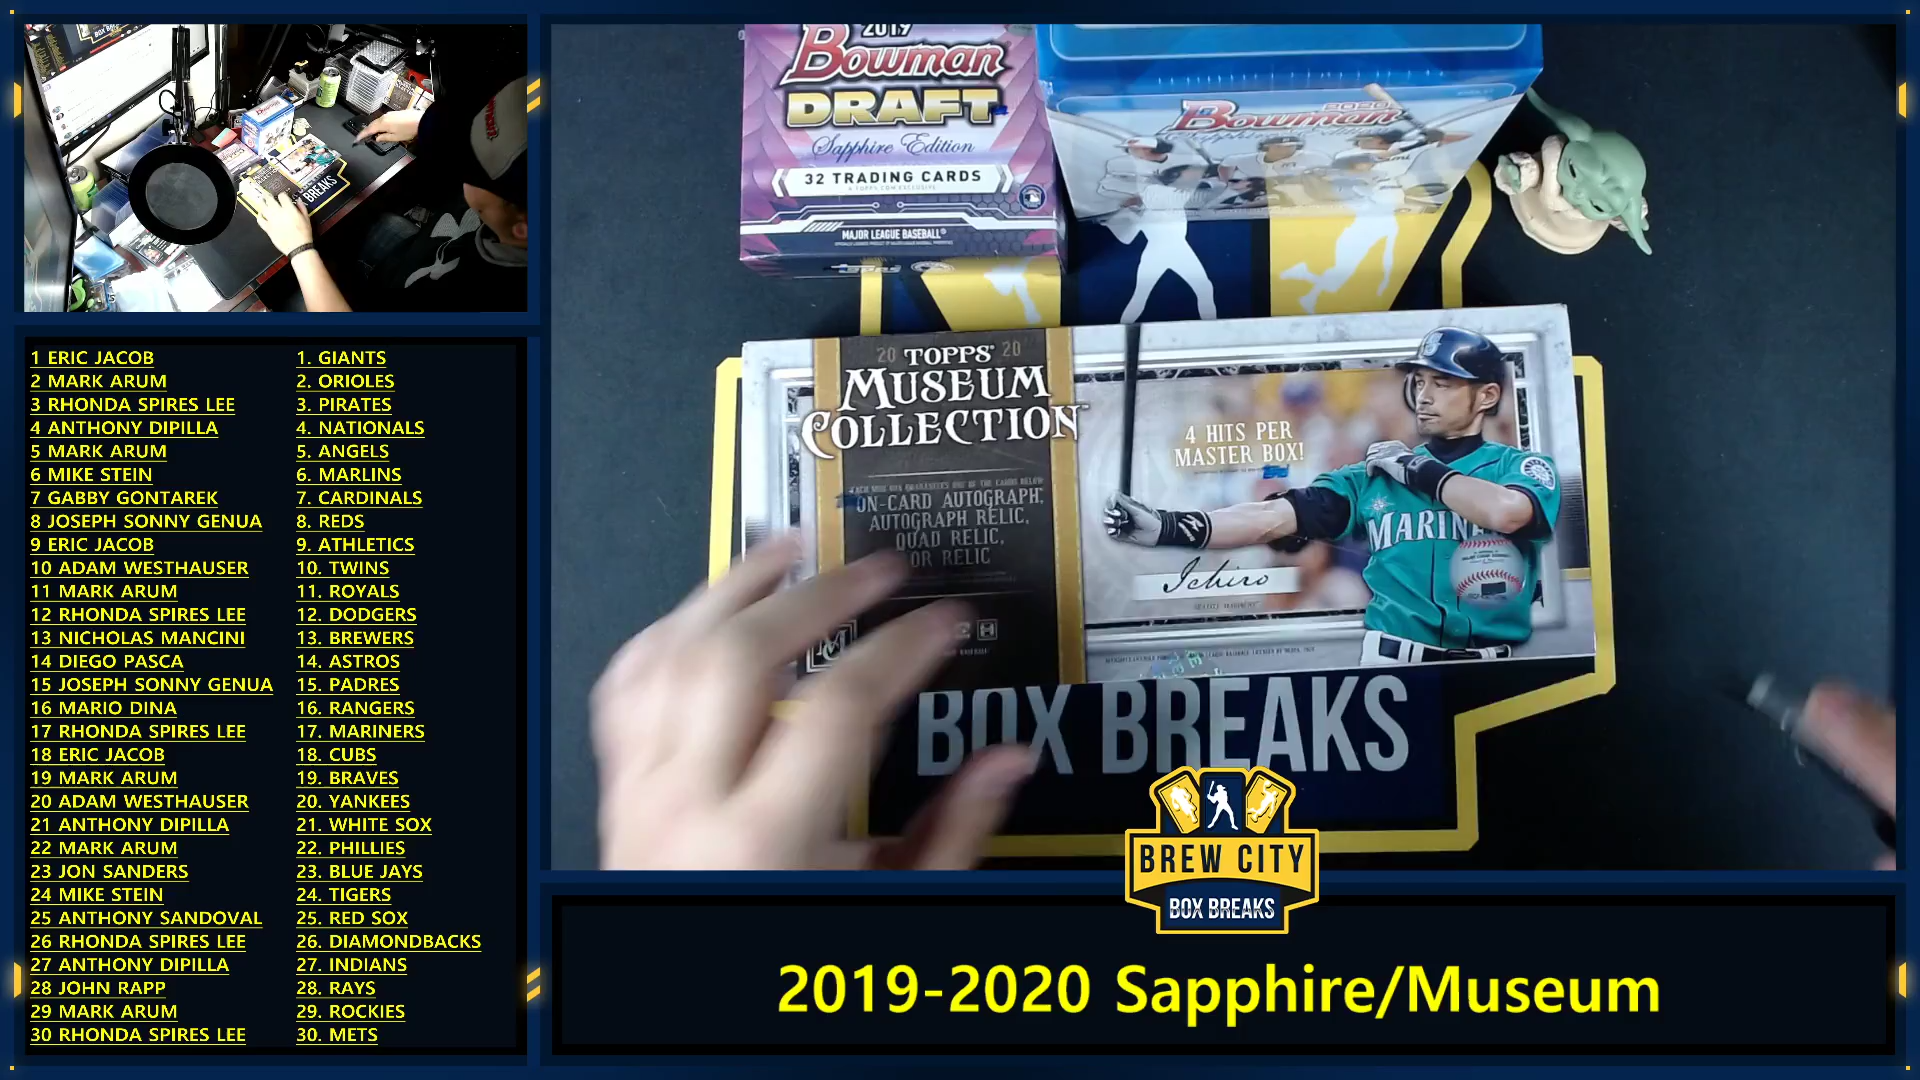 1 ERIC JACOB
2 MARK ARUM
3 RHONDA SPIRES LEE
4 ANTHONY DIPILLA
5 MARK ARUM
6 MIKE STEIN
7 GABBY GONTAREK
8 JOSEPH SONNY GENUA
9 ERIC JACOB
10 ADAM WESTHAUSER
11 MARK ARUM
12 RHONDA SPIRES LEE
13 NICHOLAS MANCINI
14 DIEGO PASCA
15 JOSEPH SONNY GENUA
16 MARIO DINA
17 RHONDA SPIRES LEE
18 ERIC JACOB
19 MARK ARUM
20 ADAM WESTHAUSER
21 ANTHONY DIPILLA
22 MARK ARUM
23 JON SANDERS
24 MIKE STEIN
25 ANTHONY SANDOVAL
26 RHONDA SPIRES LEE
27 ANTHONY DIPILLA
28 JOHN RAPP
29 MARK ARUM
30 RHONDA SPIRES LEE
1. GIANTS
2. ORIOLES
3. PIRATES
4. NATIONALS
5. ANGELS
6. MARLINS
7. CARDINALS
8. REDS
9. ATHLETICS
10. TWINS
11. ROYALS
12. DODGERS
13. BREWERS
14. ASTROS
15. PADRES
16. RANGERS
17. MARINERS
18. CUBS
19. BRAVES
20. YANKEES
21. WHITE SOX
22. PHILLIES
23. BLUE JAYS
24. TIGERS
25. RED SOX
26. DIAMONDBACKS
27. INDIANS
28. RAYS
29. ROCKIES
30. METS
2019
Bowman
DRAFT
Sapphire Edition
32 TRADING CARDS
MAJOR LEAGUE BASEBALL
2020
Bowman
20 TOPPS 20
MUSEUM
COLLECTION
ON-CARD AUTOGRAPH,
AUTOGRAPH RELIC,
QUAD RELIC,
OR RELIC
4 HITS PER
MASTER BOX!
Ichiro
BOX BREAKS
BREW CITY
BOX BREAKS
2019-2020 Sapphire/Museum